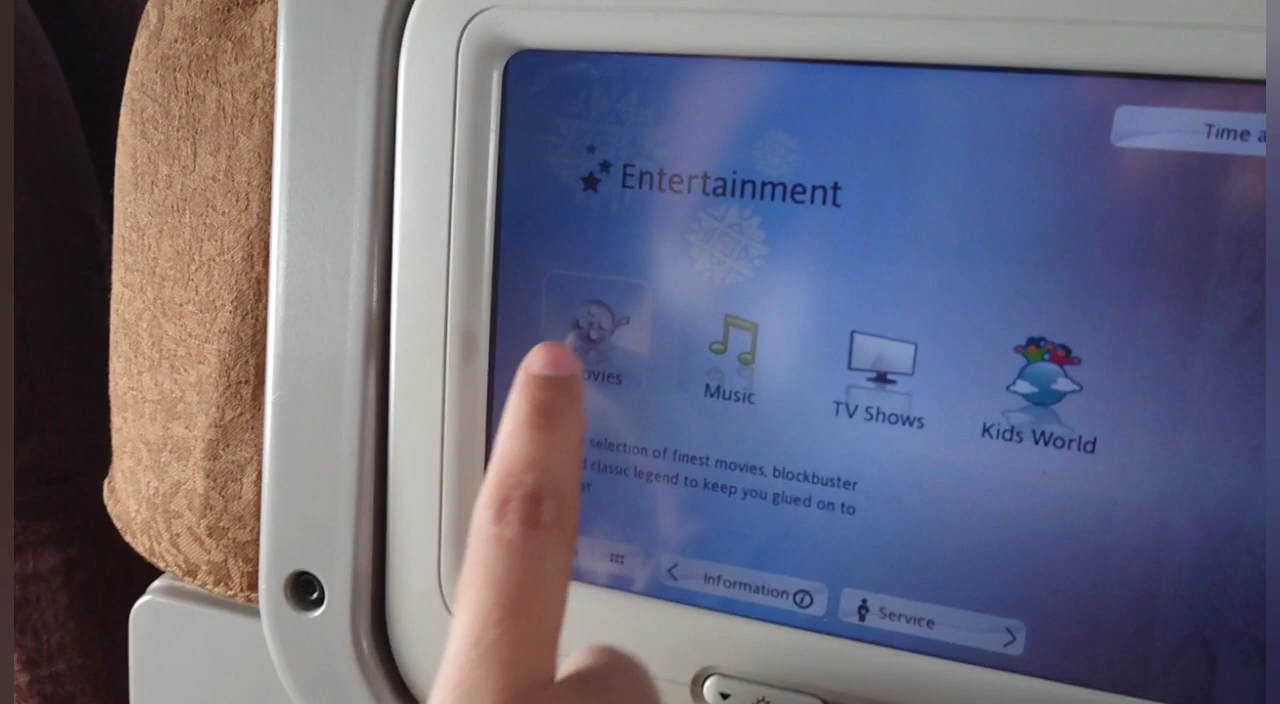 Time
Entertainment
Music
TV Shows
Kids World
selection of finest movies, blockbuster
classic legend to keep you glued on to
Information
Service